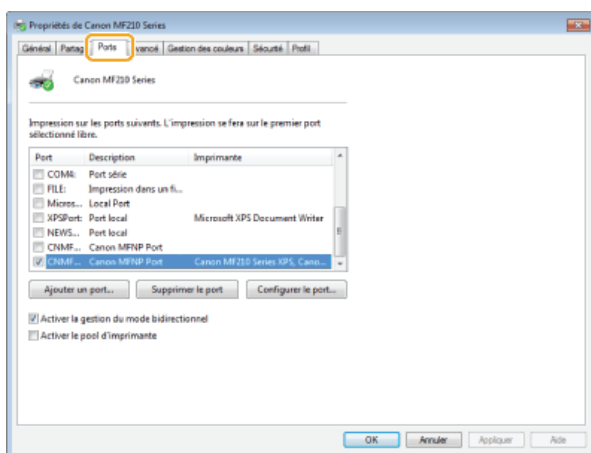 Propriétés de Canon MF210 Series
Général Partag Ports vancé Gestion des couleurs Sécurité Profil
Canon MF210 Series
Impression sur les ports suivants. L'impression se fera sur le premier port
sélectionné libre.
Port Description Imprimante
COM4: Port série
FILE: Impression dans un fi...
Micros... Local Port
XPSPort: Port local Microsoft XPS Document Writer
NEWS... Port local
CNMF... Canon MFNP Port
CNMF... Canon MFNP Port Canon MF210 Series XPS, Cano...
Ajouter un port... Supprimer le port Configurer le port...
Activer la gestion du mode bidirectionnel
Activer le pool d'imprimante
OK Annuler Appliquer Aide